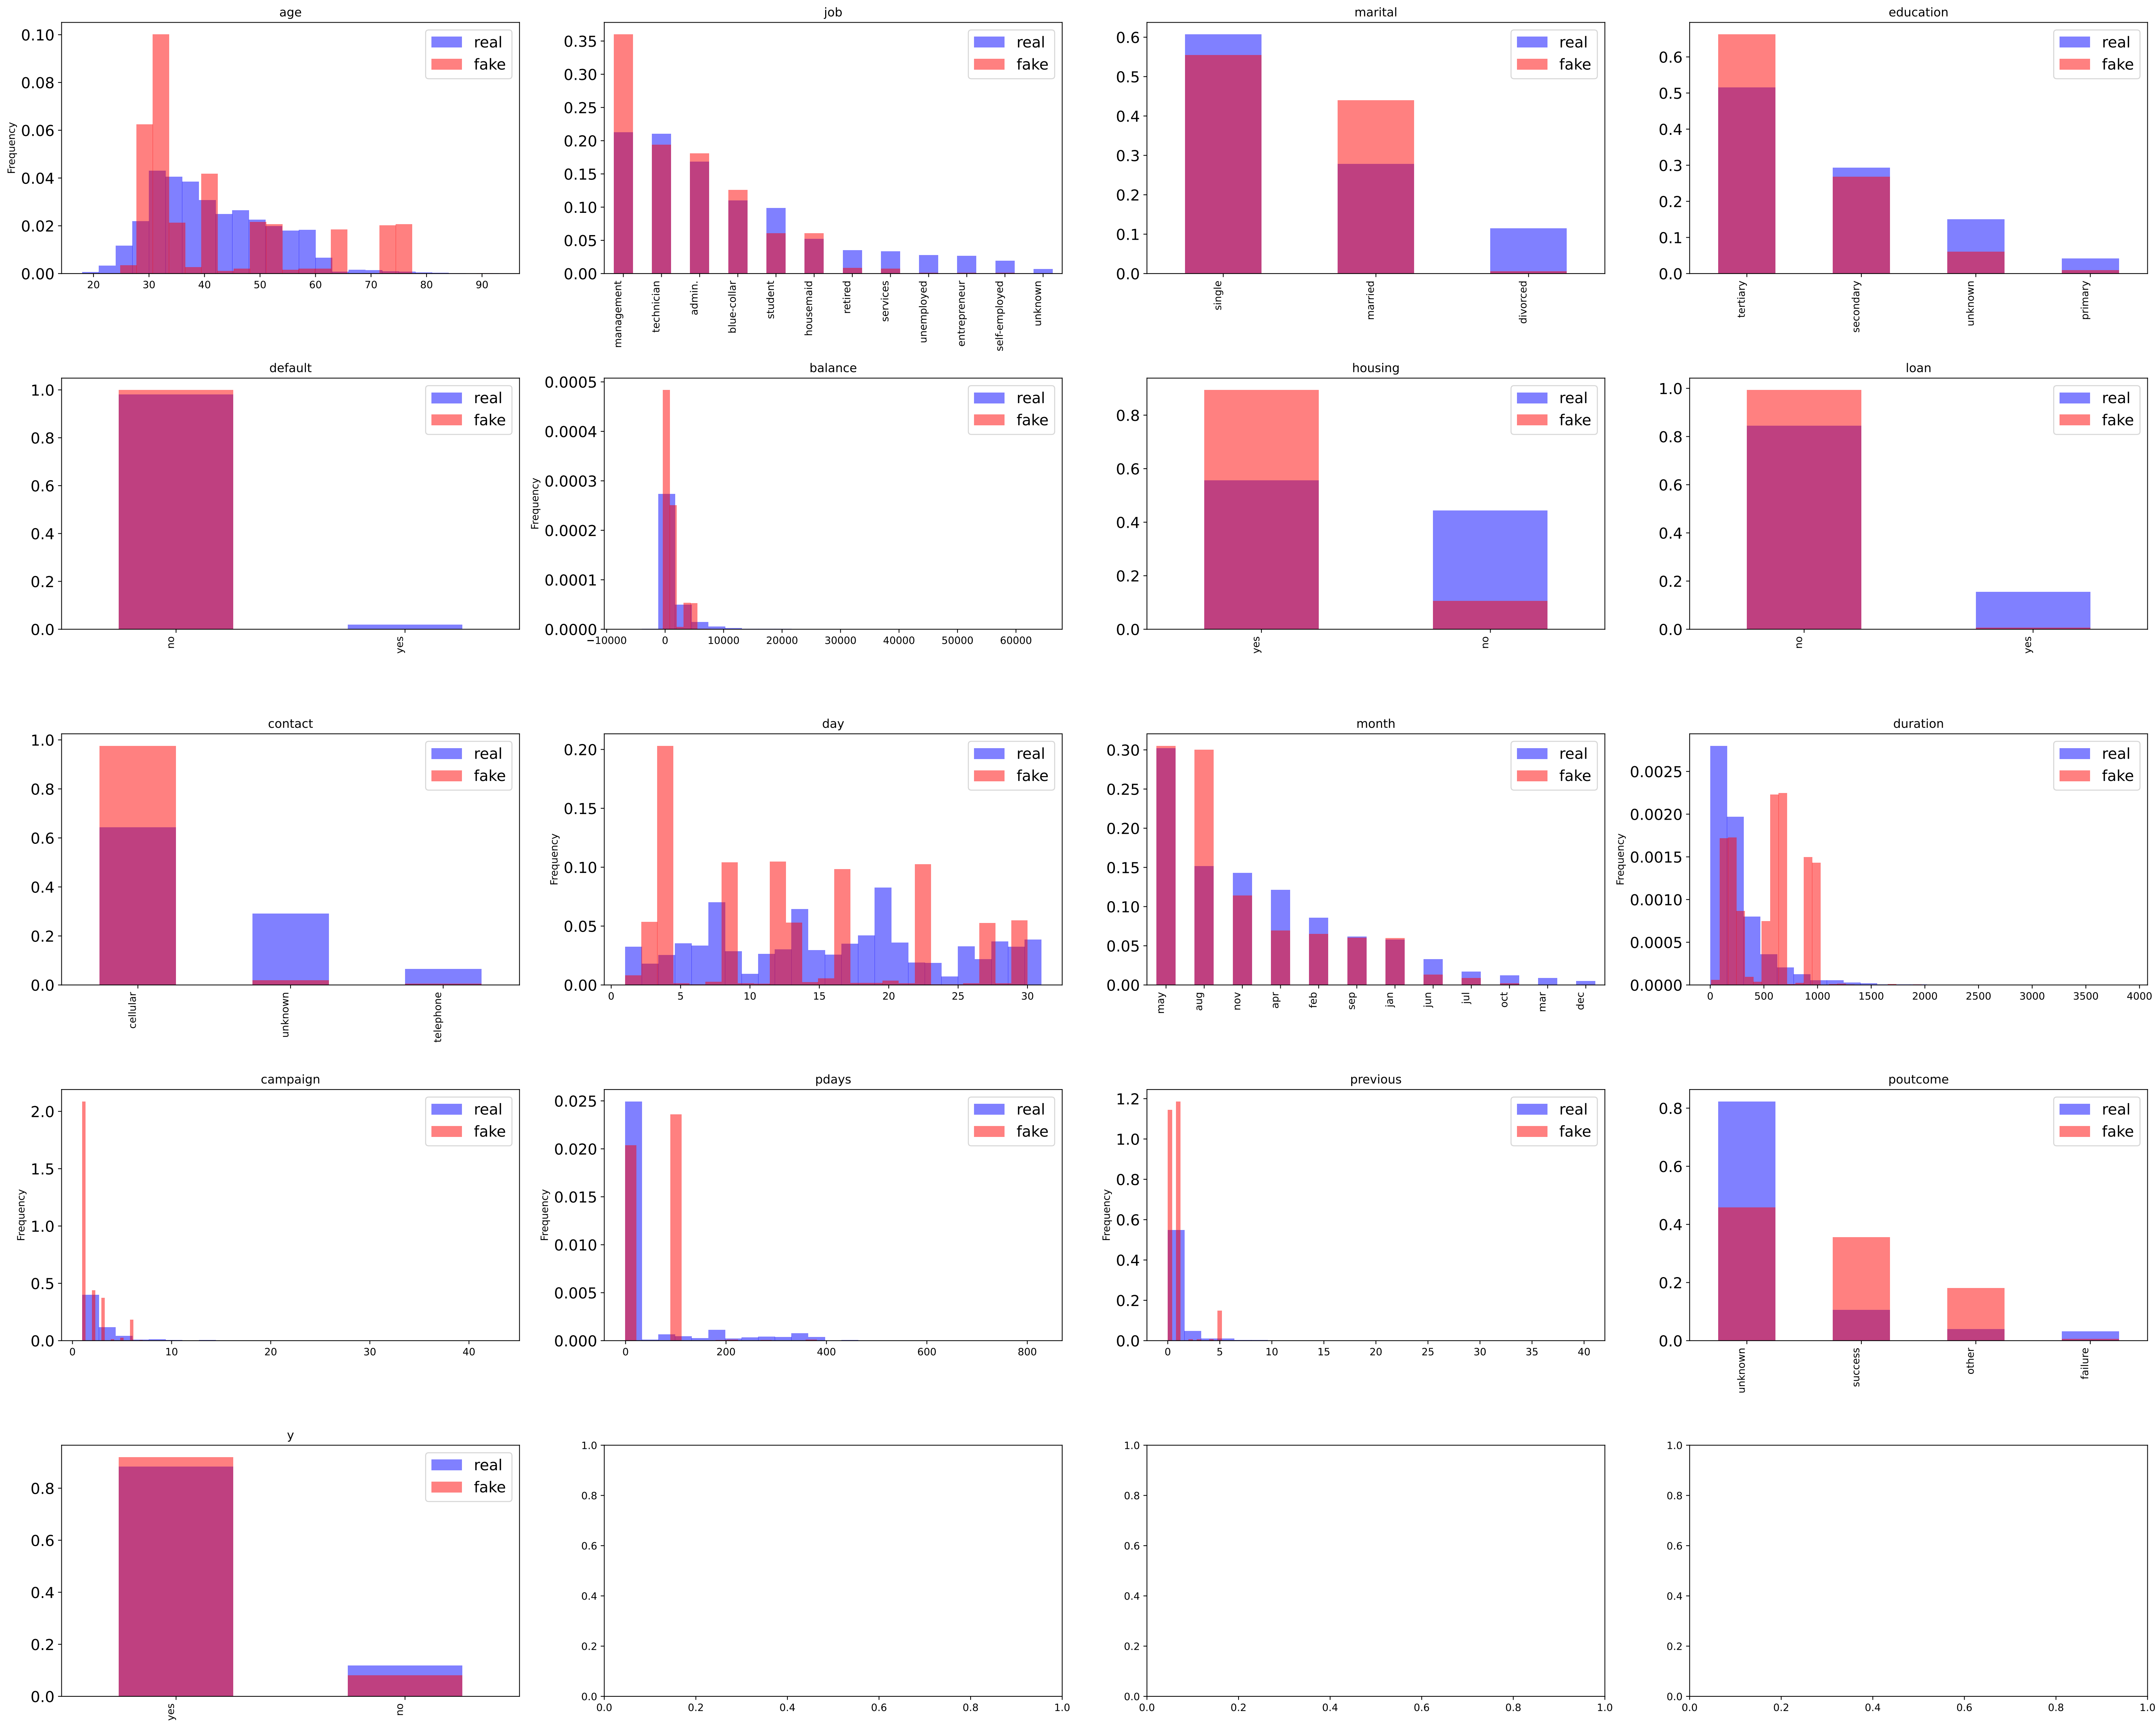 age
Frequency
0.10
0.08
0.06
0.04
0.02
0.00
20 30 40 50 60 70 80 90
real
fake
job
0.35
0.30
0.25
0.20
0.15
0.10
0.05
0.00
management technician admin. blue-collar student housemaid retired services unemployed entrepreneur self-employed unknown
real
fake
marital
0.6
0.5
0.4
0.3
0.2
0.1
0.0
single married divorced
real
fake
education
0.6
0.5
0.4
0.3
0.2
0.1
0.0
tertiary secondary unknown primary
real
fake
default
1.0
0.8
0.6
0.4
0.2
0.0
no yes
real
fake
balance
Frequency
0.0005
0.0004
0.0003
0.0002
0.0001
0.0000
−10000 0 10000 20000 30000 40000 50000 60000
real
fake
housing
0.8
0.6
0.4
0.2
0.0
yes no
real
fake
loan
1.0
0.8
0.6
0.4
0.2
0.0
no yes
real
fake
contact
1.0
0.8
0.6
0.4
0.2
0.0
cellular unknown telephone
real
fake
day
Frequency
0.20
0.15
0.10
0.05
0.00
0 5 10 15 20 25 30
real
fake
month
0.30
0.25
0.20
0.15
0.10
0.05
0.00
may aug nov apr feb sep jan jun jul oct mar dec
real
fake
duration
Frequency
0.0025
0.0020
0.0015
0.0010
0.0005
0.0000
0 500 1000 1500 2000 2500 3000 3500 4000
real
fake
campaign
Frequency
2.0
1.5
1.0
0.5
0.0
0 10 20 30 40
real
fake
pdays
Frequency
0.025
0.020
0.015
0.010
0.005
0.000
0 200 400 600 800
real
fake
previous
Frequency
1.2
1.0
0.8
0.6
0.4
0.2
0.0
0 5 10 15 20 25 30 35 40
real
fake
poutcome
0.8
0.6
0.4
0.2
0.0
unknown success other failure
real
fake
y
0.8
0.6
0.4
0.2
0.0
yes no
real
fake
1.0
0.8
0.6
0.4
0.2
0.0
0.0 0.2 0.4 0.6 0.8 1.0
1.0
0.8
0.6
0.4
0.2
0.0
0.0 0.2 0.4 0.6 0.8 1.0
1.0
0.8
0.6
0.4
0.2
0.0
0.0 0.2 0.4 0.6 0.8 1.0